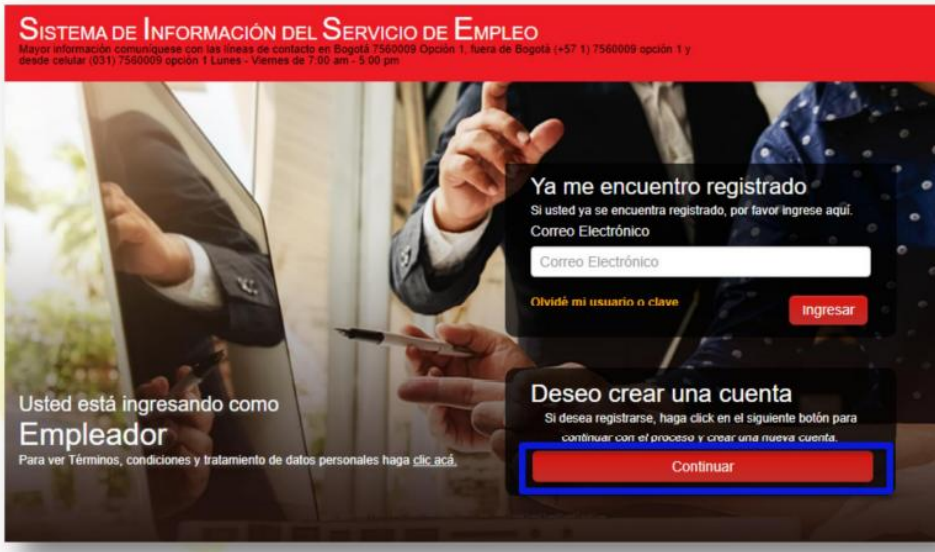 SISTEMA DE INFORMACIÓN DEL SERVICIO DE EMPLEO
Mayor información comuníquese con las líneas de contacto en Bogotá 7560009 Opción 1, fuera de Bogotá (+57 1) 7560009 opción 1 y
desde celular (031) 7560009 opción 1 Lunes - Viernes de 7:00 am - 5:00 pm
Ya me encuentro registrado
Si usted ya se encuentra registrado, por favor ingrese aquí.
Correo Electrónico
Correo Electrónico
Olvidé mi usuario o clave
Ingresar
Usted está ingresando como
Empleador
Para ver Términos, condiciones y tratamiento de datos personales haga clic acá.
Deseo crear una cuenta
Si desea registrarse, haga click en el siguiente botón para
continuar con el proceso y crear una nueva cuenta.
Continuar